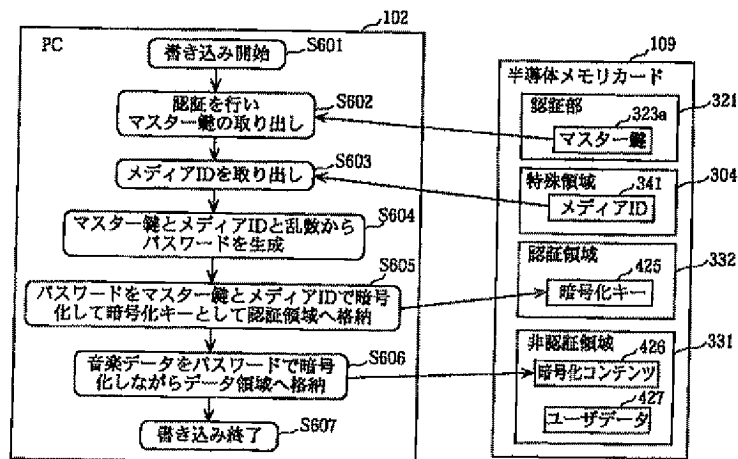 102
PC
書き込み開始
S601
認証を行い
マスター鍵の取り出し
S602
メディアIDを取り出し
S603
マスター鍵とメディアIDと乱数から
パスワードを生成
S604
パスワードをマスター鍵とメディアIDで暗号
化して暗号化キーとして認証領域へ格納
S605
音楽データをパスワードで暗号
化しながらデータ領域へ格納
S606
書き込み終了
S607
109
半導体メモリカード
認証部
321
323a
マスター鍵
特殊領域
304
341
メディアID
認証領域
332
425
暗号化キー
非認証領域
331
426
暗号化コンテンツ
427
ユーザデータ